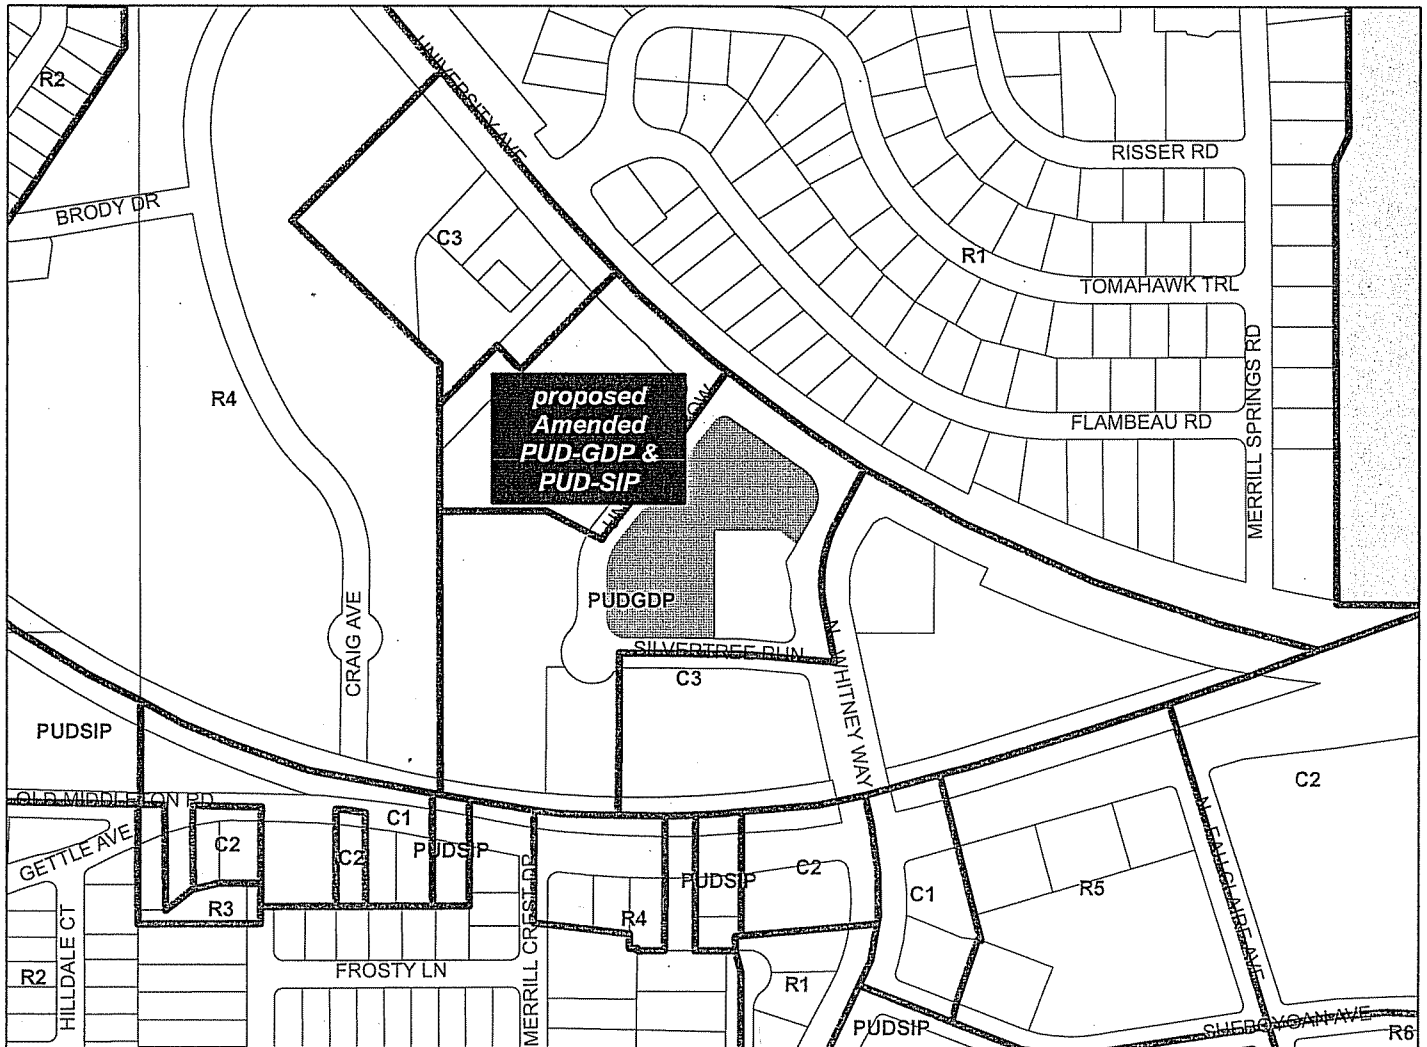 UNIVERSITY AVE
R2
RISSER RD
BRODY DR
C3
R1
TOMAHAWK TRL
MERRILL SPRINGS RD
R4
proposed
Amended
PUD-GDP &
PUD-SIP
FLAMBEAU RD
PUDGDP
CRAIG AVE
SILVERTREE RUN
N. WHITNEY WAY
C3
PUDSIP
C2
OLD MIDDLETON RD
C1
GETTLE AVE
C2
C2
PUDSIP
PUDSIP
C2
C1
R5
N. EAU CLAIRE AVE
R3
R4
MERRILL CREST DR
HILLDALE CT
FROSTY LN
R2
R1
PUDSIP
SHEBOYGAN AVE
R6